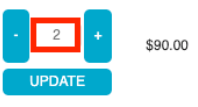 - 2 + $90.00
UPDATE